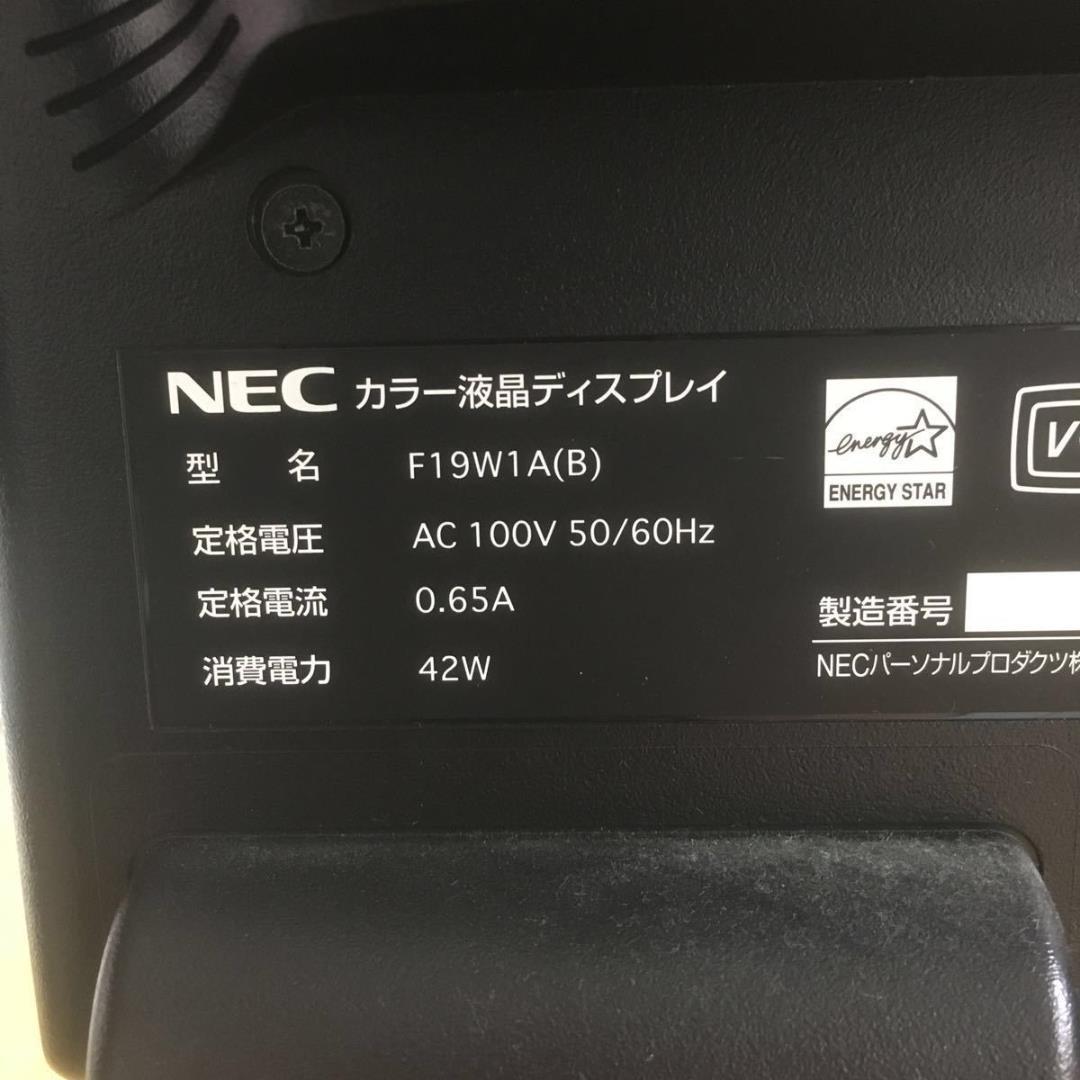 NEC カラー液晶ディスプレイ
型 名 F19W1A(B)
定格電圧 AC 100V 50/60Hz
定格電流 0.65A
消費電力 42W
energy
ENERGY STAR
V
製造番号
NECパーソナルプロダクツ株